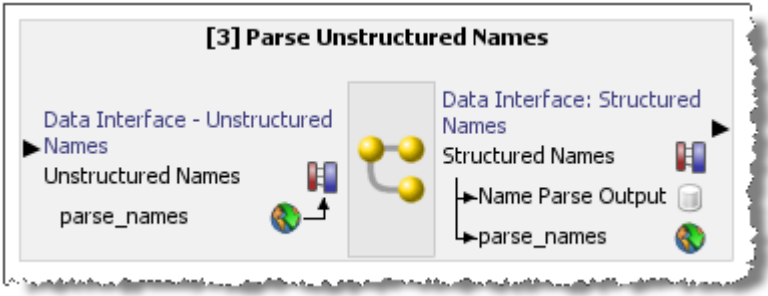 [3] Parse Unstructured Names
Data Interface - Unstructured
Names
Unstructured Names
parse_names
Data Interface: Structured
Names
Structured Names
Name Parse Output
parse_names